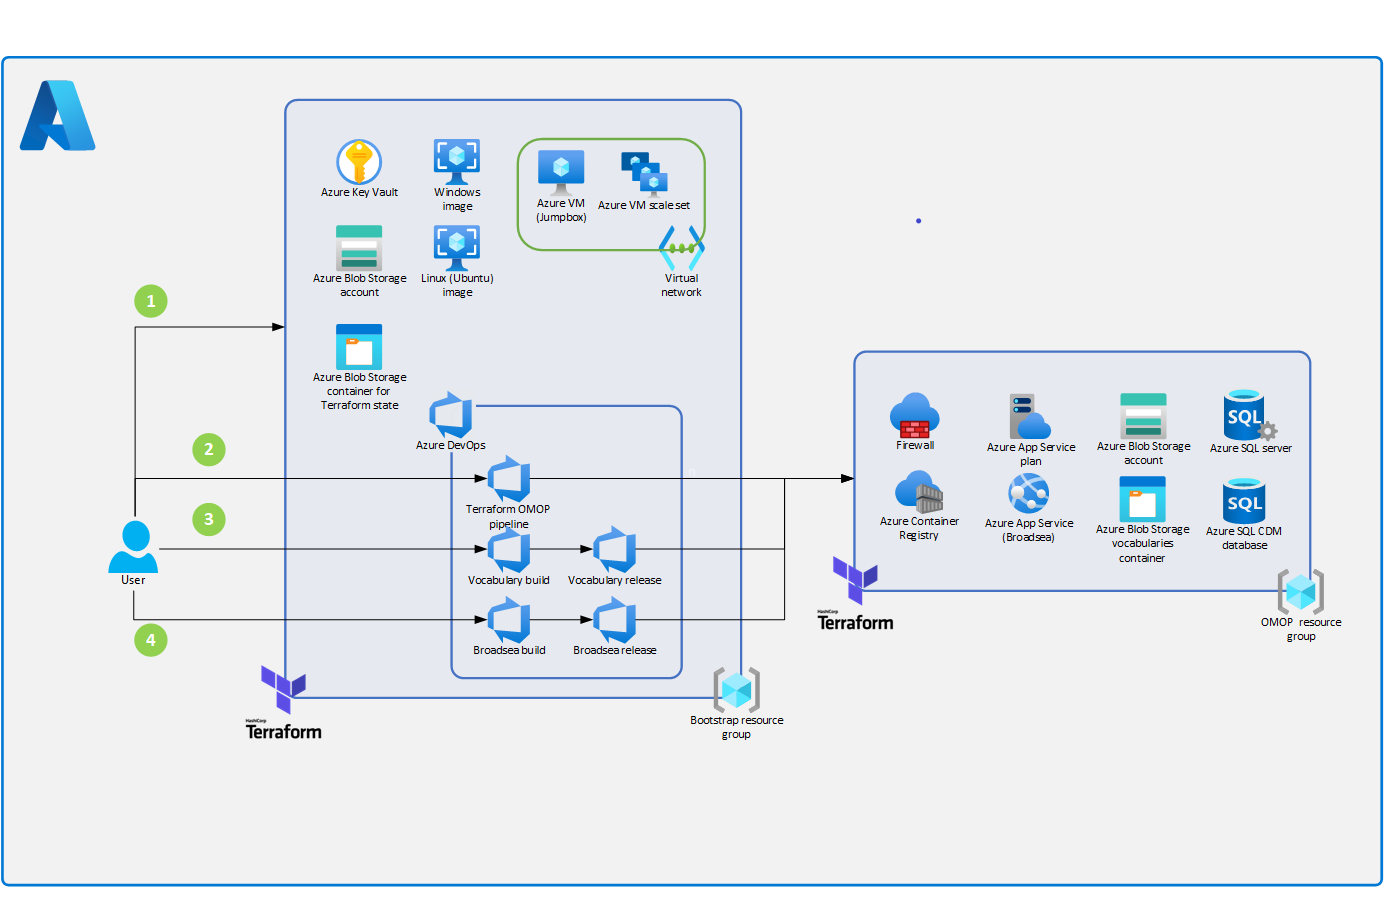 Azure Key Vault
Windows
image
Azure VM
(Jumpbox)
Azure VM scale set
Azure Blob Storage
account
Linux (Ubuntu)
image
Virtual
network
1
Azure Blob Storage
container for
Terraform state
Azure DevOps
2
Terraform OMOP
pipeline
3
User
Vocabulary build
Vocabulary release
4
Broadsea build
Broadsea release
HashiCorp
Terraform
Bootstrap resource
group
Firewall
Azure App Service
plan
Azure Blob Storage
account
SQL
Azure SQL server
Azure Container
Registry
Azure App Service
(Broadsea)
Azure Blob Storage
vocabularies
container
SQL
Azure SQL CDM
database
HashiCorp
Terraform
OMOP resource
group